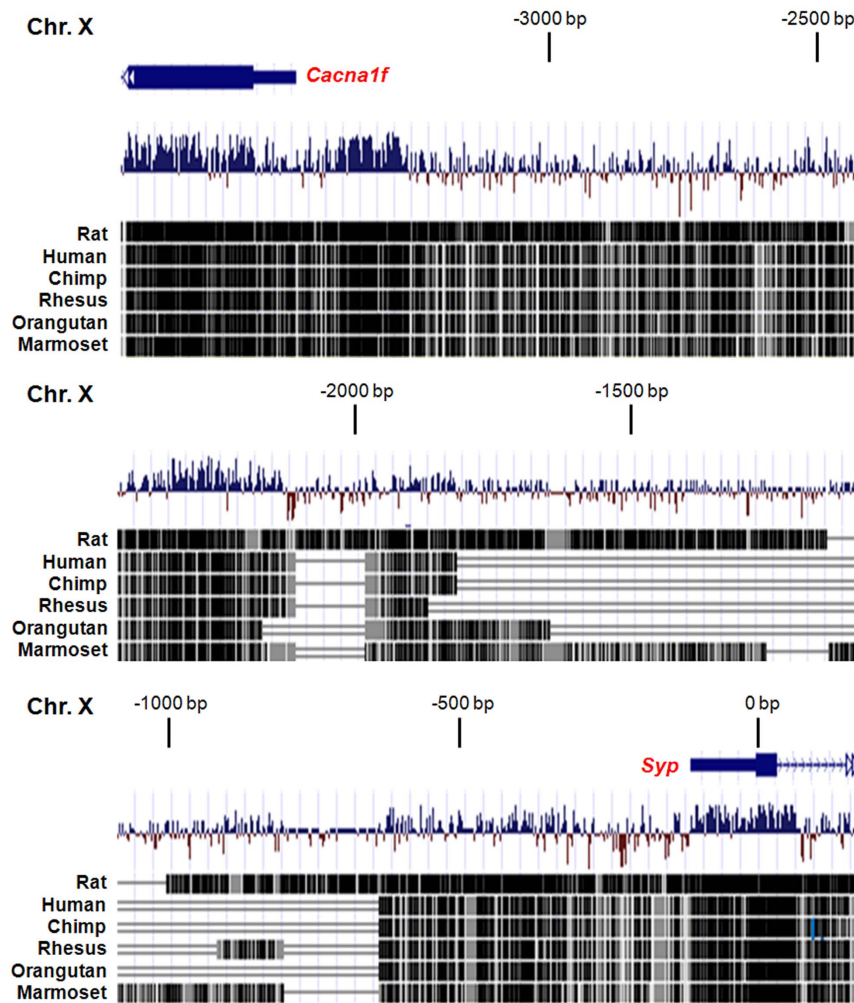 Chr. X
-3000 bp
-2500 bp
Cacna1f
Rat
Human
Chimp
Rhesus
Orangutan
Marmoset
Chr. X
-2000 bp
-1500 bp
Rat
Human
Chimp
Rhesus
Orangutan
Marmoset
Chr. X
-1000 bp
-500 bp
0 bp
Syp
Rat
Human
Chimp
Rhesus
Orangutan
Marmoset